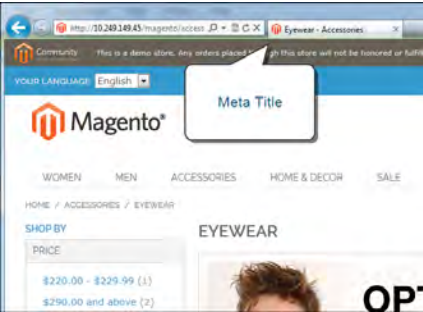 http://10.249.149.45/magento/access
Eyewear - Accessories
Community
This is a demo store. Any orders placed through this store will not be honored or fulfill
YOUR LANGUAGE: English
Meta Title
Magento®
WOMEN MEN ACCESSORIES HOME & DECOR SALE
HOME / ACCESSORIES / EYEWEAR
SHOP BY
EYEWEAR
PRICE
$220.00 - $229.99 (1)
$290.00 and above (2)
OPT